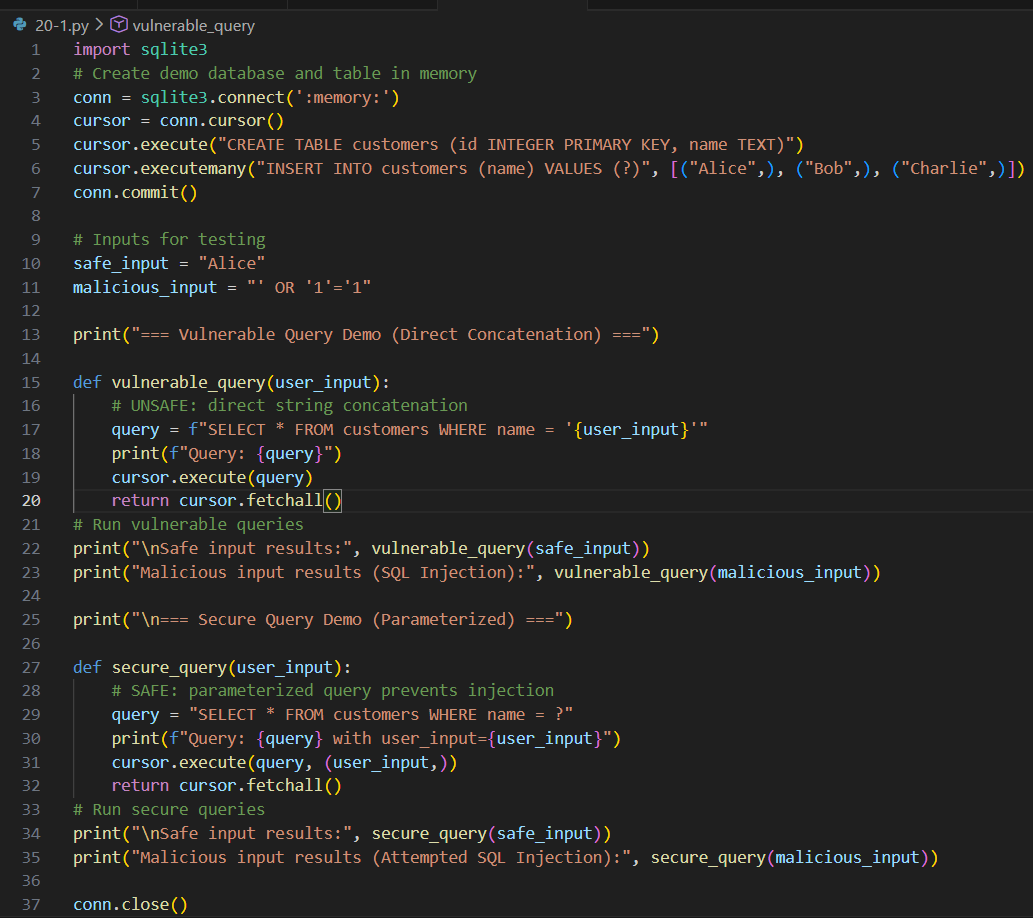 20-1.py > vulnerable_query
1 import sqlite3
2 # Create demo database and table in memory
3 conn = sqlite3.connect(':memory:')
4 cursor = conn.cursor()
5 cursor.execute("CREATE TABLE customers (id INTEGER PRIMARY KEY, name TEXT)")
6 cursor.executemany("INSERT INTO customers (name) VALUES (?)", [("Alice",), ("Bob",), ("Charlie",)])
7 conn.commit()
8
9 # Inputs for testing
10 safe_input = "Alice"
11 malicious_input = "' OR '1'='1"
12
13 print("=== Vulnerable Query Demo (Direct Concatenation) ===")
14
15 def vulnerable_query(user_input):
16     # UNSAFE: direct string concatenation
17     query = f"SELECT * FROM customers WHERE name = '{user_input}'"
18     print(f"Query: {query}")
19     cursor.execute(query)
20     return cursor.fetchall()
21 # Run vulnerable queries
22 print("\nSafe input results:", vulnerable_query(safe_input))
23 print("Malicious input results (SQL Injection):", vulnerable_query(malicious_input))
24
25 print("\n=== Secure Query Demo (Parameterized) ===")
26
27 def secure_query(user_input):
28     # SAFE: parameterized query prevents injection
29     query = "SELECT * FROM customers WHERE name = ?"
30     print(f"Query: {query} with user_input={user_input}")
31     cursor.execute(query, (user_input,))
32     return cursor.fetchall()
33 # Run secure queries
34 print("\nSafe input results:", secure_query(safe_input))
35 print("Malicious input results (Attempted SQL Injection):", secure_query(malicious_input))
36
37 conn.close()